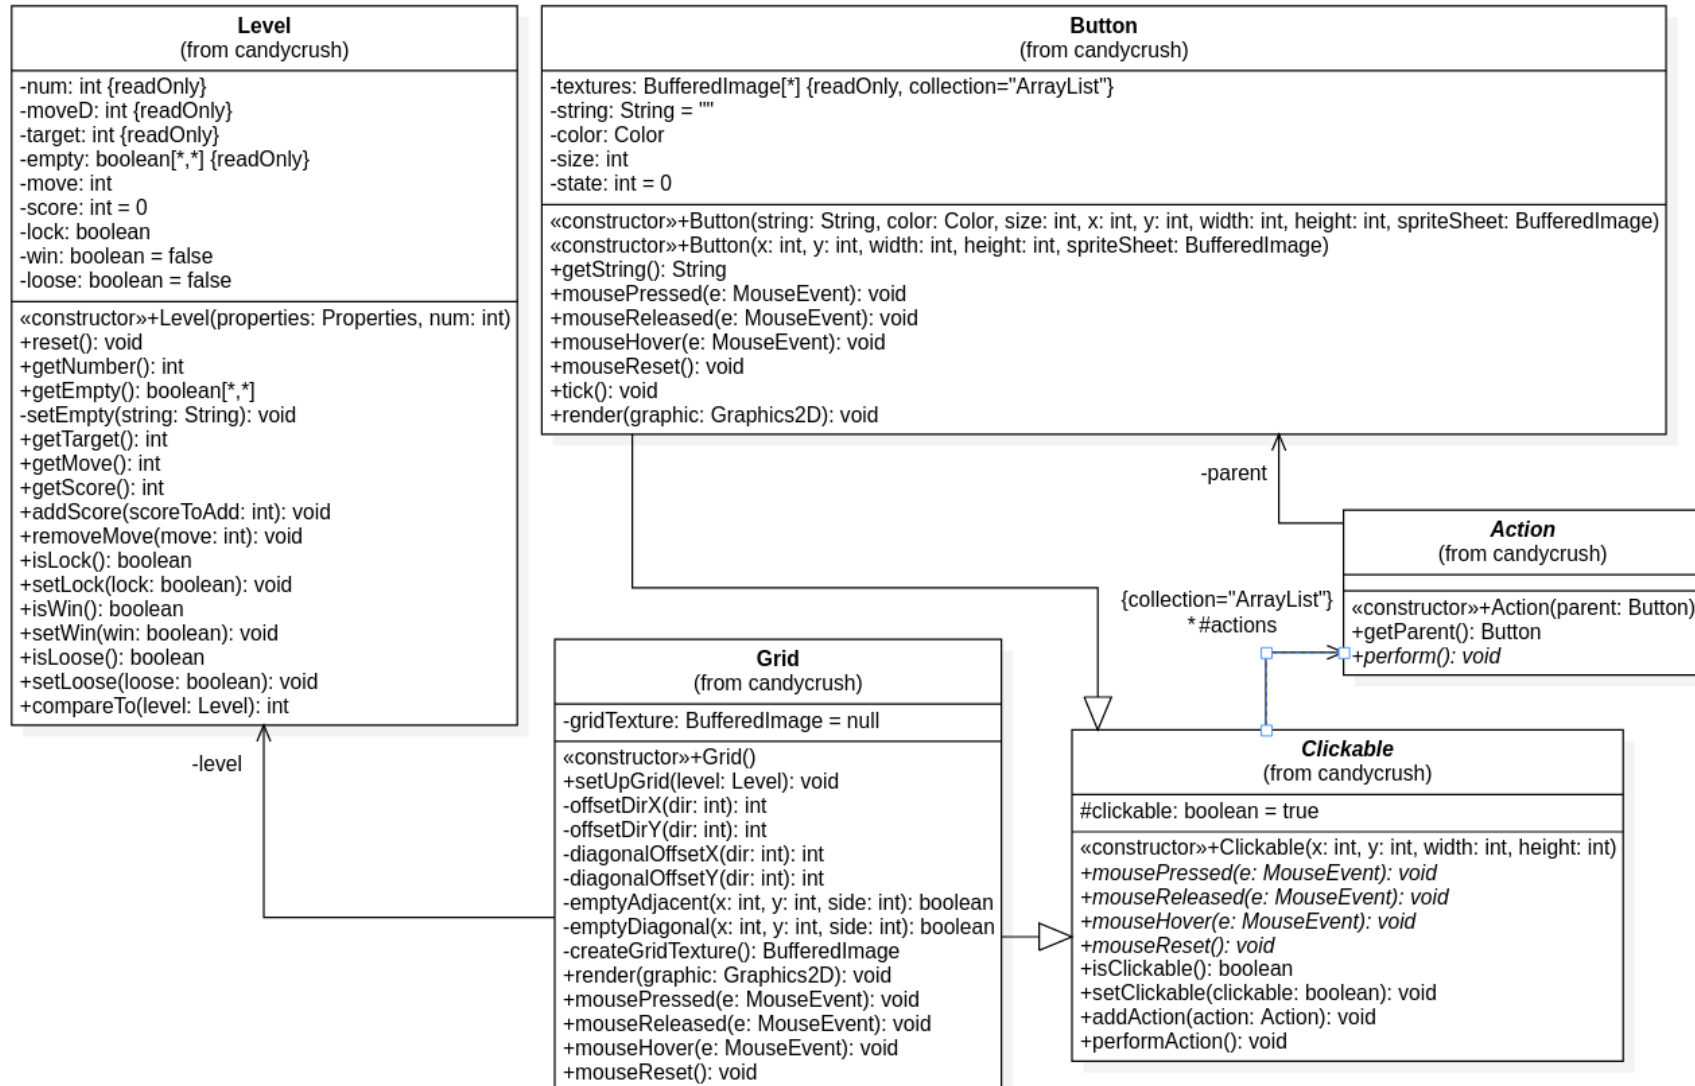 Level
(from candycrush)
-num: int {readOnly}
-moveD: int {readOnly}
-target: int {readOnly}
-empty: boolean[*,*] {readOnly}
-move: int
-score: int = 0
-lock: boolean
-win: boolean = false
-loose: boolean = false
«constructor»+Level(properties: Properties, num: int)
+reset(): void
+getNumber(): int
+getEmpty(): boolean[*,*]
-setEmpty(string: String): void
+getTarget(): int
+getMove(): int
+getScore(): int
+addScore(scoreToAdd: int): void
+removeMove(move: int): void
+isLock(): boolean
+setLock(lock: boolean): void
+isWin(): boolean
+setWin(win: boolean): void
+isLoose(): boolean
+setLoose(loose: boolean): void
+compareTo(level: Level): int
Button
(from candycrush)
-textures: BufferedImage[*] {readOnly, collection="ArrayList"}
-string: String = ""
-color: Color
-size: int
-state: int = 0
«constructor»+Button(string: String, color: Color, size: int, x: int, y: int, width: int, height: int, spriteSheet: BufferedImage)
«constructor»+Button(x: int, y: int, width: int, height: int, spriteSheet: BufferedImage)
+getString(): String
+mousePressed(e: MouseEvent): void
+mouseReleased(e: MouseEvent): void
+mouseHover(e: MouseEvent): void
+mouseReset(): void
+tick(): void
+render(graphic: Graphics2D): void
-parent
Action
(from candycrush)
«constructor»+Action(parent: Button)
+getParent(): Button
+perform(): void
{collection="ArrayList"}
* #actions
-level
Grid
(from candycrush)
-gridTexture: BufferedImage = null
«constructor»+Grid()
+setUpGrid(level: Level): void
-offsetDirX(dir: int): int
-offsetDirY(dir: int): int
-diagonalOffsetX(dir: int): int
-diagonalOffsetY(dir: int): int
-emptyAdjacent(x: int, y: int, side: int): boolean
-emptyDiagonal(x: int, y: int, side: int): boolean
-createGridTexture(): BufferedImage
+render(graphic: Graphics2D): void
+mousePressed(e: MouseEvent): void
+mouseReleased(e: MouseEvent): void
+mouseHover(e: MouseEvent): void
+mouseReset(): void
Clickable
(from candycrush)
#clickable: boolean = true
«constructor»+Clickable(x: int, y: int, width: int, height: int)
+mousePressed(e: MouseEvent): void
+mouseReleased(e: MouseEvent): void
+mouseHover(e: MouseEvent): void
+mouseReset(): void
+isClickable(): boolean
+setClickable(clickable: boolean): void
+addAction(action: Action): void
+performAction(): void